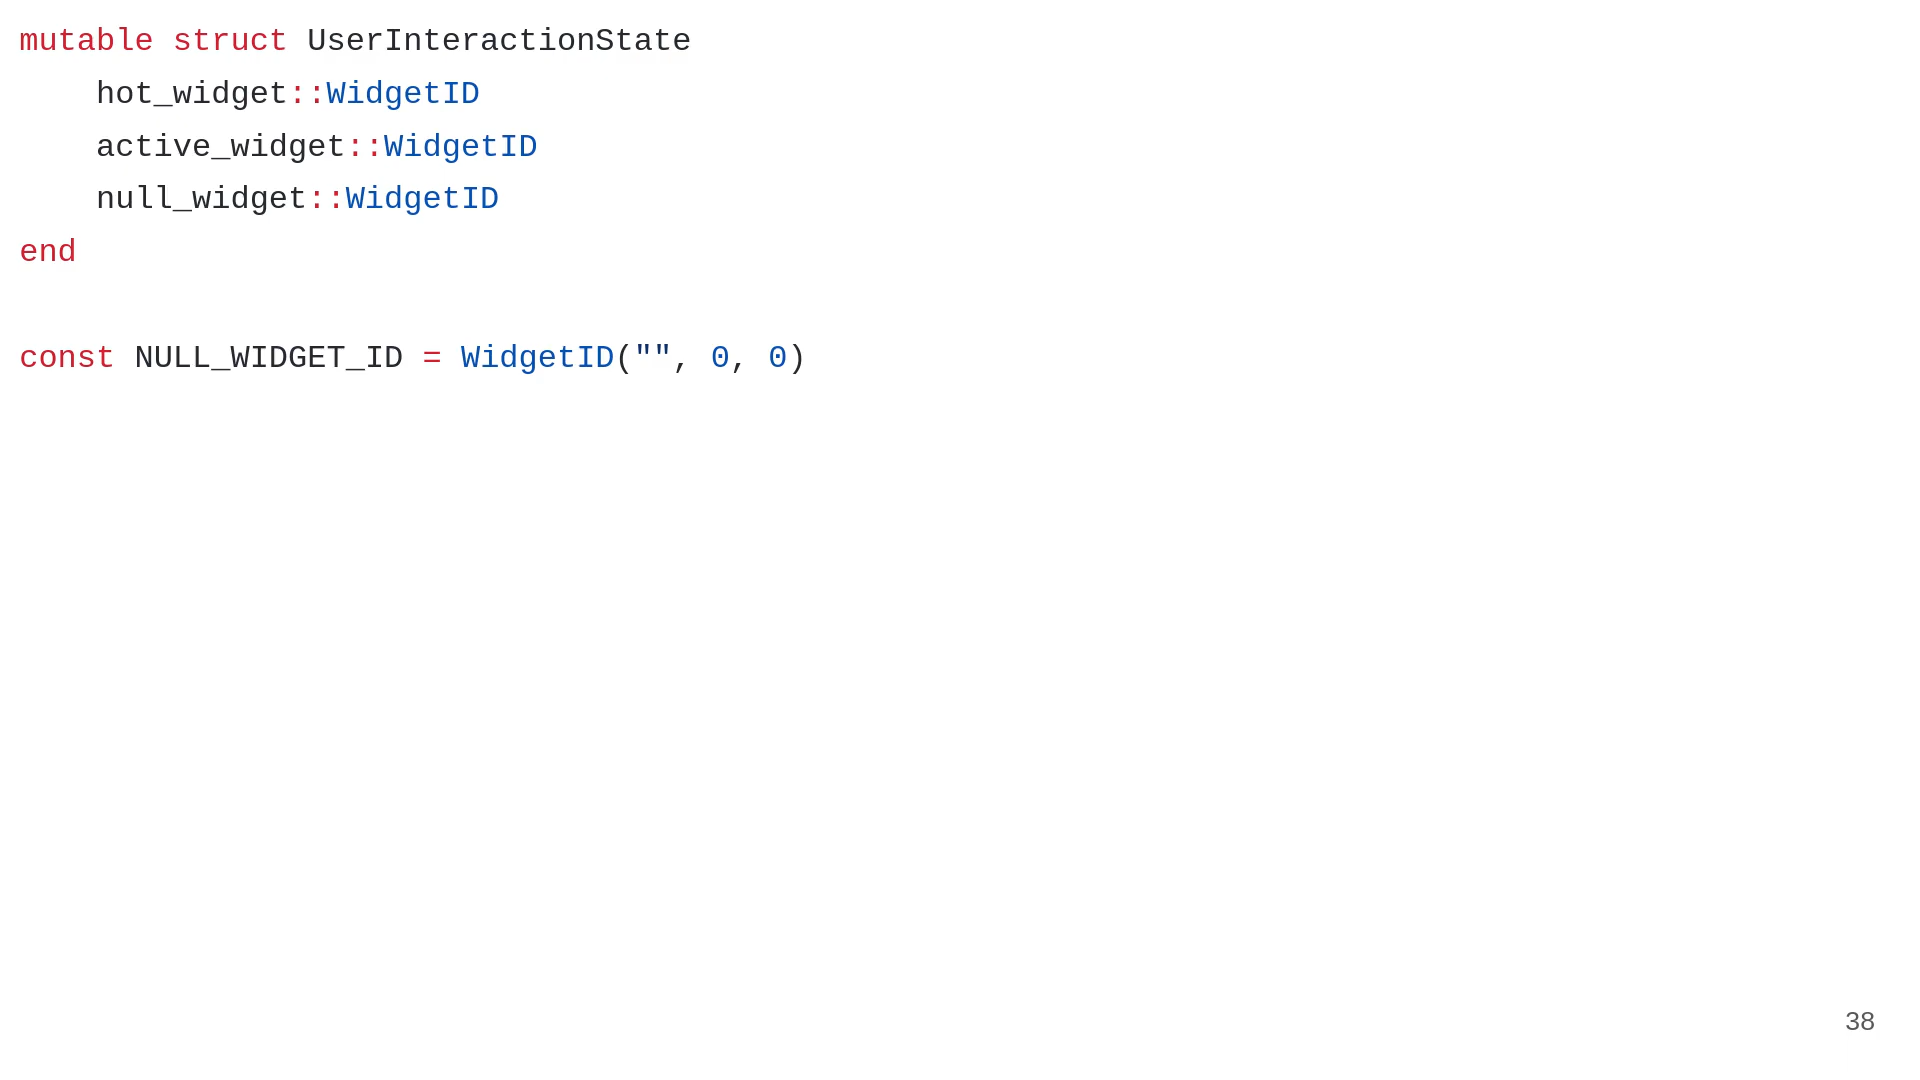 mutable struct UserInteractionState
    hot_widget::WidgetID
    active_widget::WidgetID
    null_widget::WidgetID
end

const NULL_WIDGET_ID = WidgetID("", 0, 0)
38